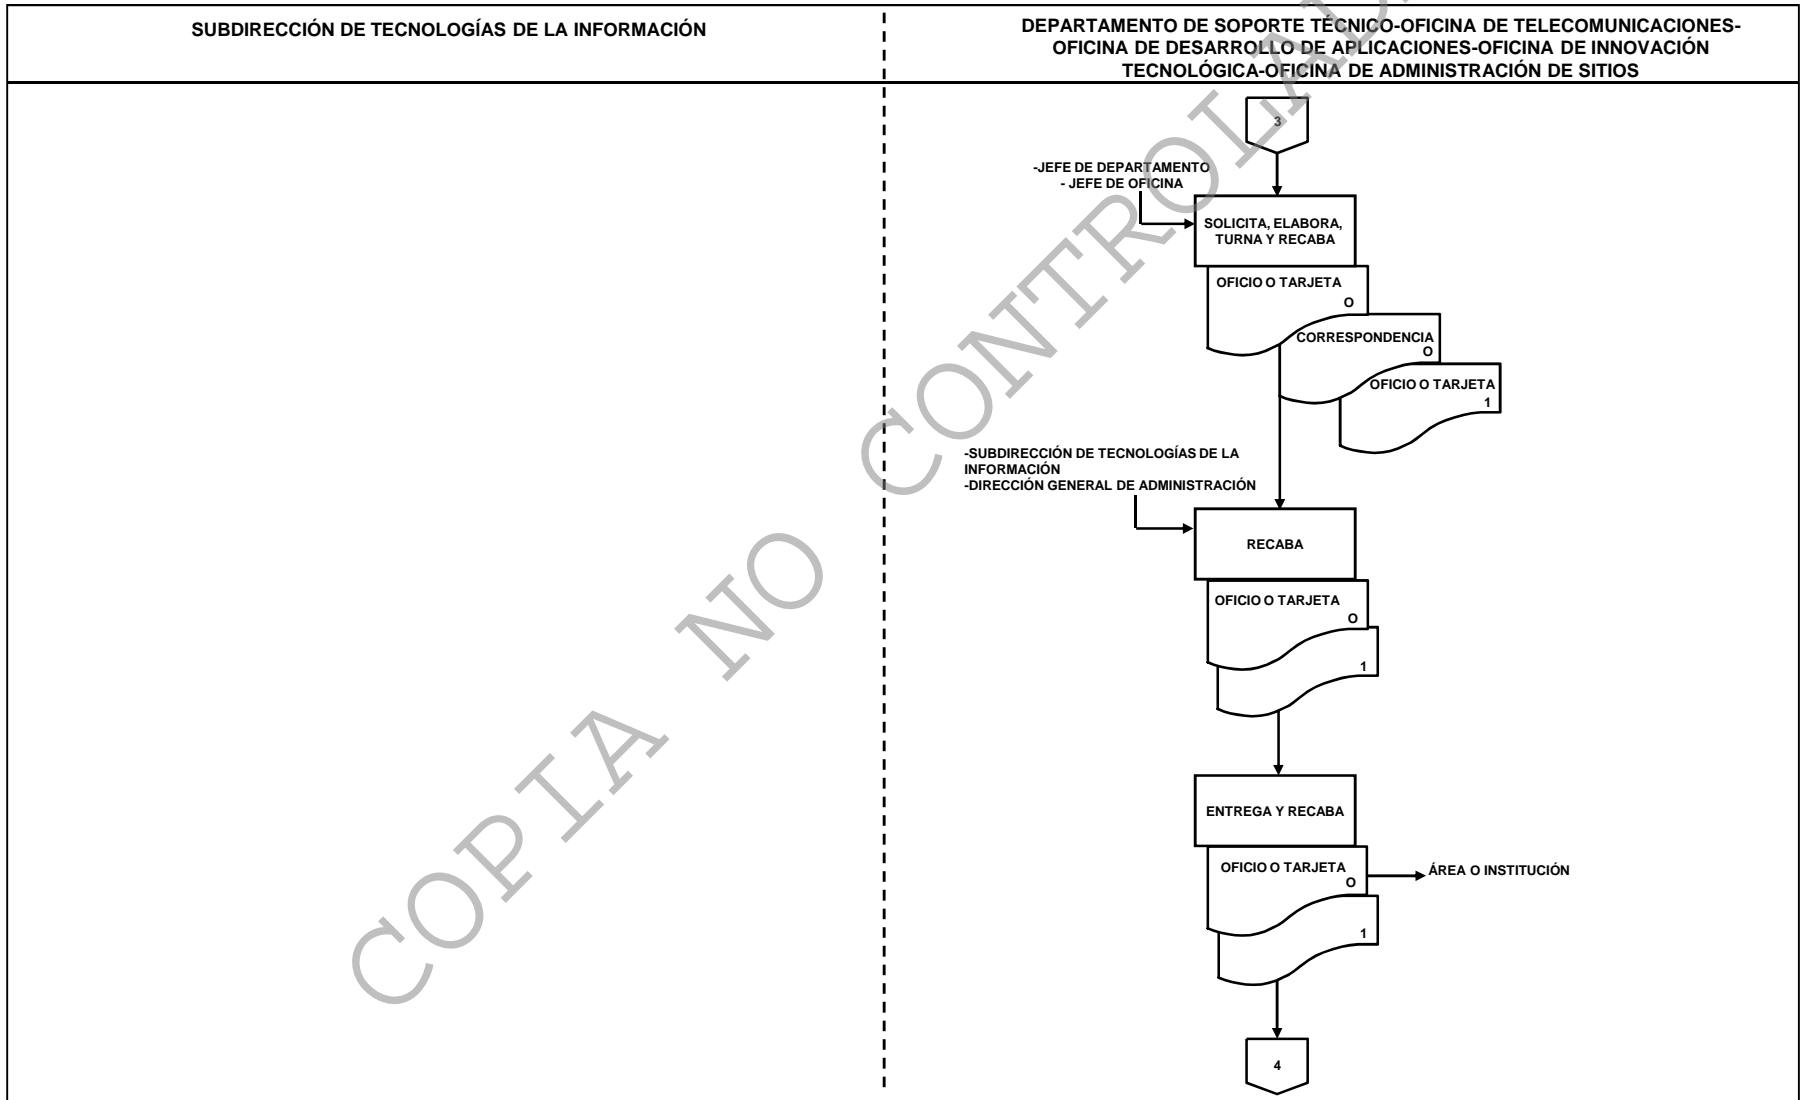 SUBDIRECCIÓN DE TECNOLOGÍAS DE LA INFORMACIÓN
DEPARTAMENTO DE SOPORTE TÉCNICO-OFICINA DE TELECOMUNICACIONES-
OFICINA DE DESARROLLO DE APLICACIONES-OFICINA DE INNOVACIÓN
TECNOLÓGICA-OFICINA DE ADMINISTRACIÓN DE SITIOS
3
-JEFE DE DEPARTAMENTO
- JEFE DE OFICINA
SOLICITA, ELABORA,
TURNA Y RECABA
OFICIO O TARJETA
O
CORRESPONDENCIA
O
OFICIO O TARJETA
1
-SUBDIRECCIÓN DE TECNOLOGÍAS DE LA
INFORMACIÓN
-DIRECCIÓN GENERAL DE ADMINISTRACIÓN
RECABA
OFICIO O TARJETA
O
1
ENTREGA Y RECABA
OFICIO O TARJETA
O
ÁREA O INSTITUCIÓN
1
4
COPIA NO CONTROLAD